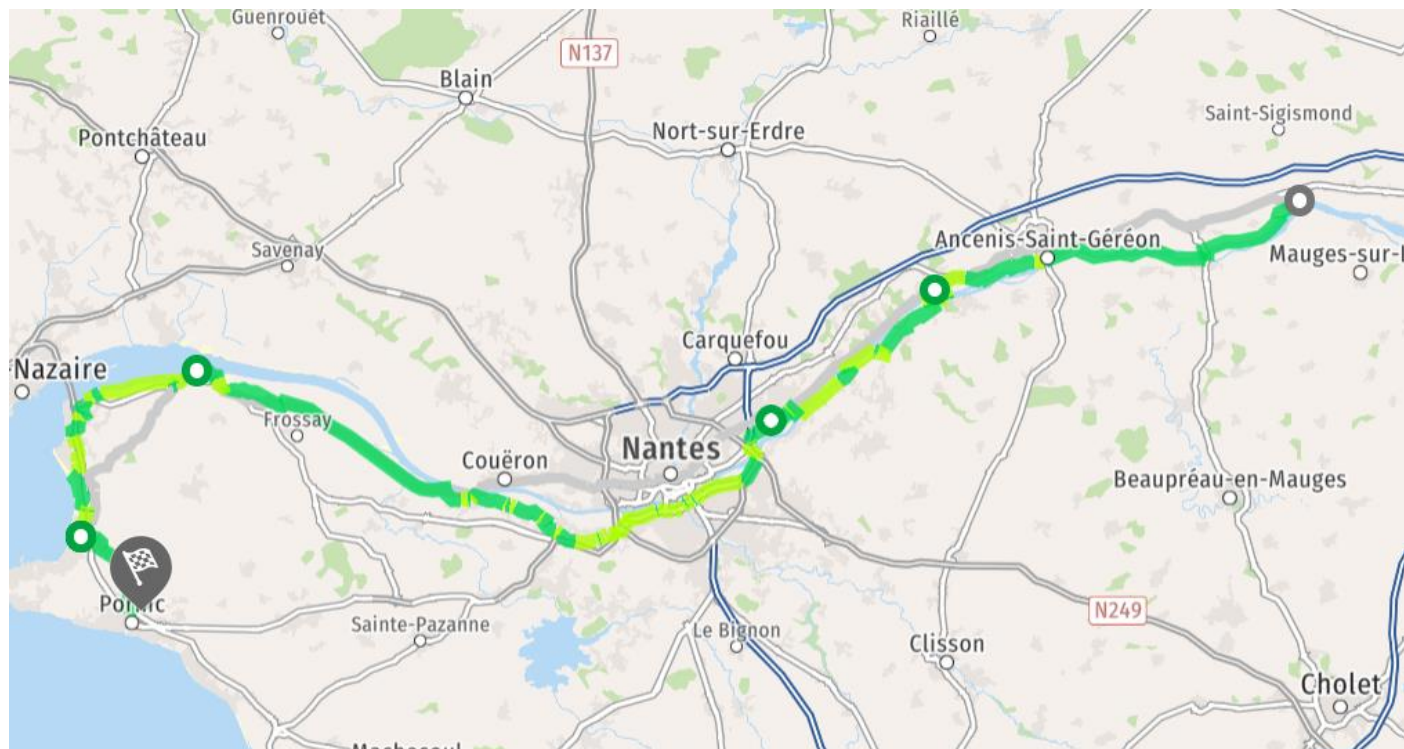 Guenrouët
Riaillé
N137
Blain
Saint-Sigismond
Pontchâteau
Nort-sur-Erdre
Savenay
Ancenis-Saint-Géréon
Mauges-sur-
Carquefou
Nazaire
Frossay
Nantes
Couëron
Beaupréau-en-Mauges
N249
Sainte-Pazanne
Le Bignon
Clisson
Cholet